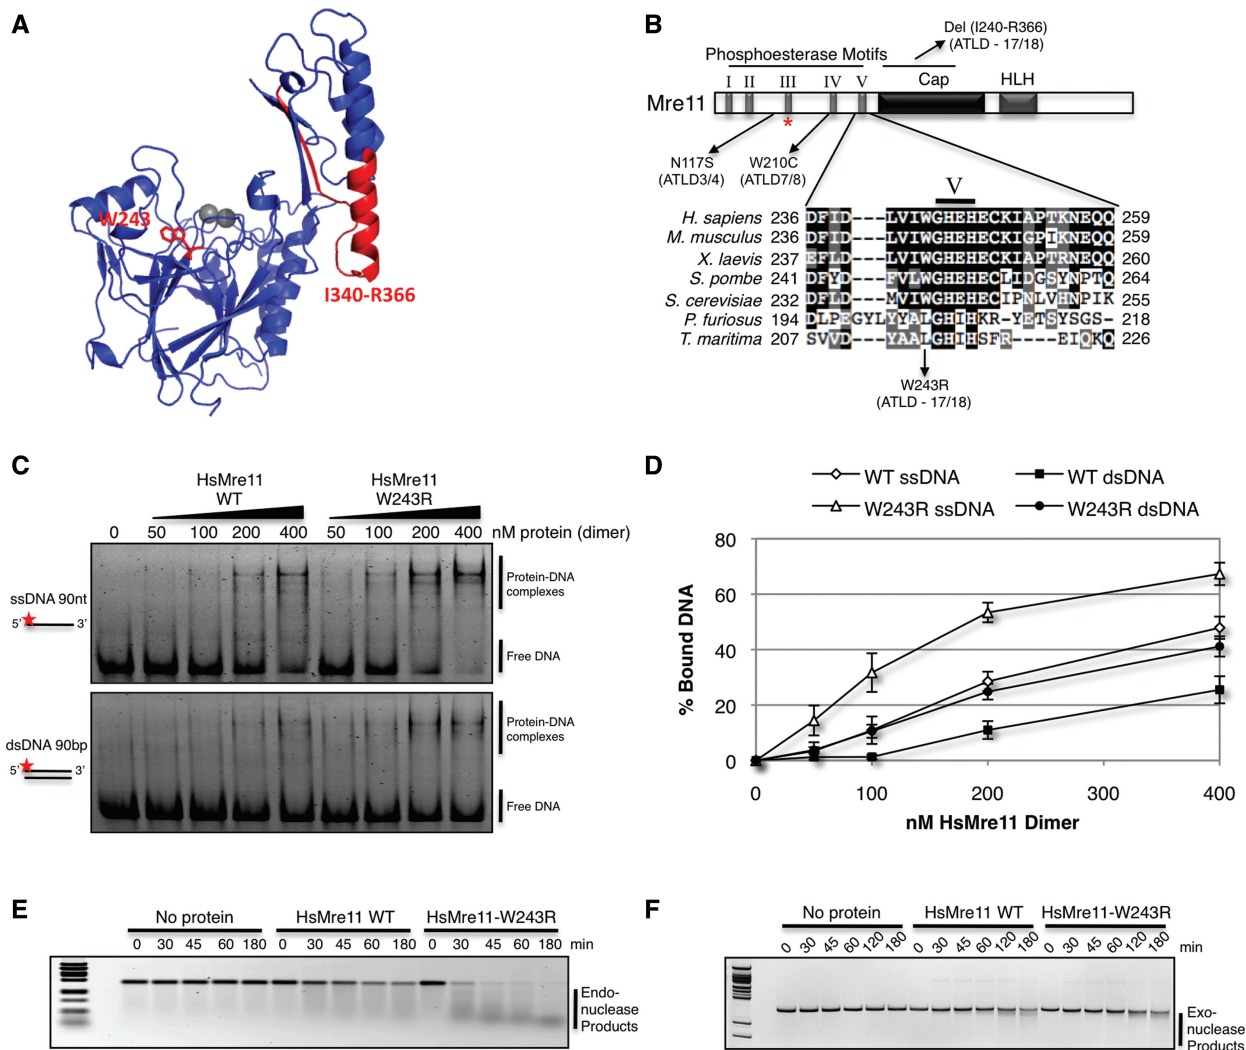 A
W243
I340-R366
B
Del (I240-R366)
(ATLD - 17/18)
Phosphoesterase Motifs
I II III IV V Cap HLH
Mre11
*
N117S
(ATLD3/4)
W210C
(ATLD7/8)
V
H. sapiens 236 DFID---LVIWGHEHECKIAPTKNEQQ 259
M. musculus 236 DFID---LVIWGHEHECKIGPIKNEQQ 259
X. laevis 237 EFLD---LVIWGHEHECKIAPTRNEQQ 260
S. pombe 241 DFYD---FVLWGHEHECLIDGSYNPTQ 264
S. cerevisiae 232 DFLD---MVIWGHEHECIPNLVHNPIK 255
P. furiosus 194 DLPEGYLYYALGHIHKR-YETSYSGS- 218
T. maritima 207 SVVD---YAALGHIHSFR----EIQKQ 226
W243R
(ATLD - 17/18)
C
HsMre11
WT
HsMre11
W243R
0 50 100 200 400 50 100 200 400 nM protein (dimer)
Protein-DNA
complexes
ssDNA 90nt
5' 3'
Free DNA
Protein-DNA
complexes
dsDNA 90bp
5' 3'
Free DNA
D
WT ssDNA WT dsDNA
W243R ssDNA W243R dsDNA
80
60
40
20
0
% Bound DNA
0 100 200 300 400
nM HsMre11 Dimer
E
No protein HsMre11 WT HsMre11-W243R
0 30 45 60 180 0 30 45 60 180 0 30 45 60 180 min
Endo-
nuclease
Products
F
No protein HsMre11 WT HsMre11-W243R
0 30 45 60 120 180 0 30 45 60 120 180 0 30 45 60 120 180 min
Exo-
nuclease
Products